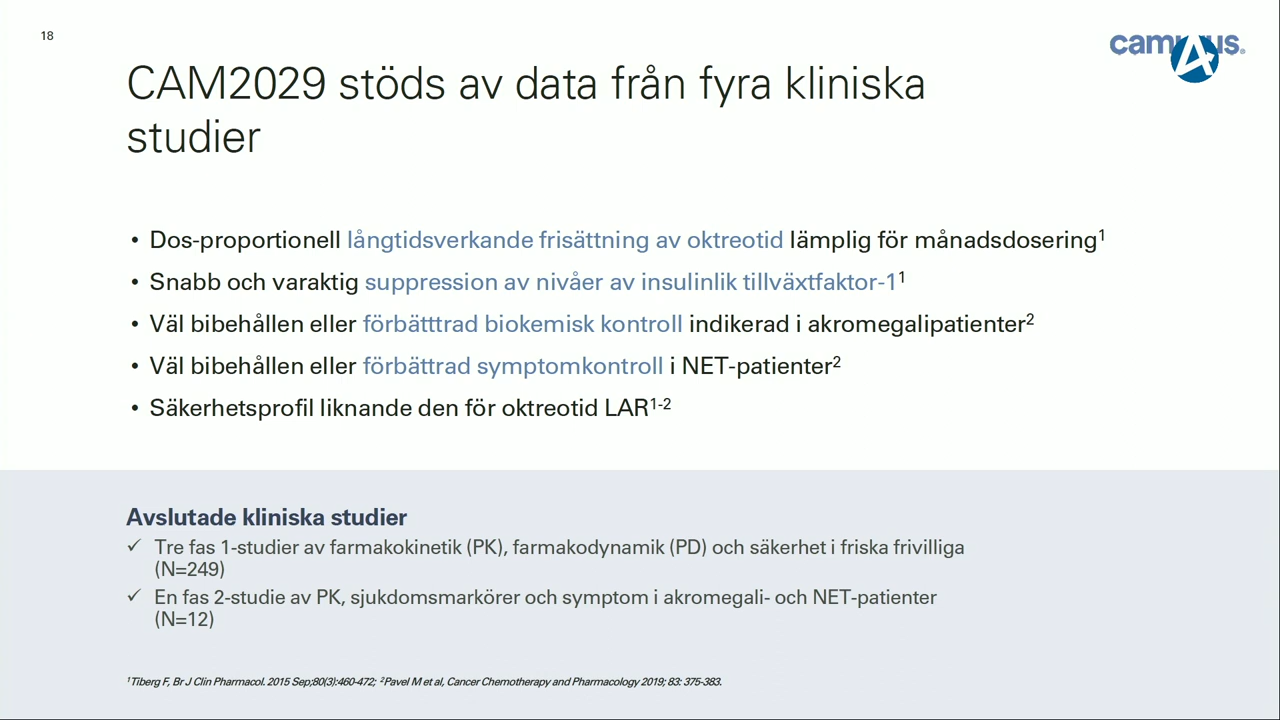 18
CAM2029 stöds av data från fyra kliniska
studier
• Dos-proportionell långtidsverkande frisättning av oktreotid lämplig för månadsdosering¹
• Snabb och varaktig suppression av nivåer av insulinlik tillväxtfaktor-1¹
• Väl bibehållen eller förbätttrad biokemisk kontroll indikerad i akromegalipatienter²
• Väl bibehållen eller förbättrad symptomkontroll i NET-patienter²
• Säkerhetsprofil liknande den för oktreotid LAR¹⁻²
Avslutade kliniska studier
✓ Tre fas 1-studier av farmakokinetik (PK), farmakodynamik (PD) och säkerhet i friska frivilliga
(N=249)
✓ En fas 2-studie av PK, sjukdomsmarkörer och symptom i akromegali- och NET-patienter
(N=12)
¹Tiberg F, Br J Clin Pharmacol. 2015 Sep;80(3):460-472; ²Pavel M et al, Cancer Chemotherapy and Pharmacology 2019; 83: 375-383.